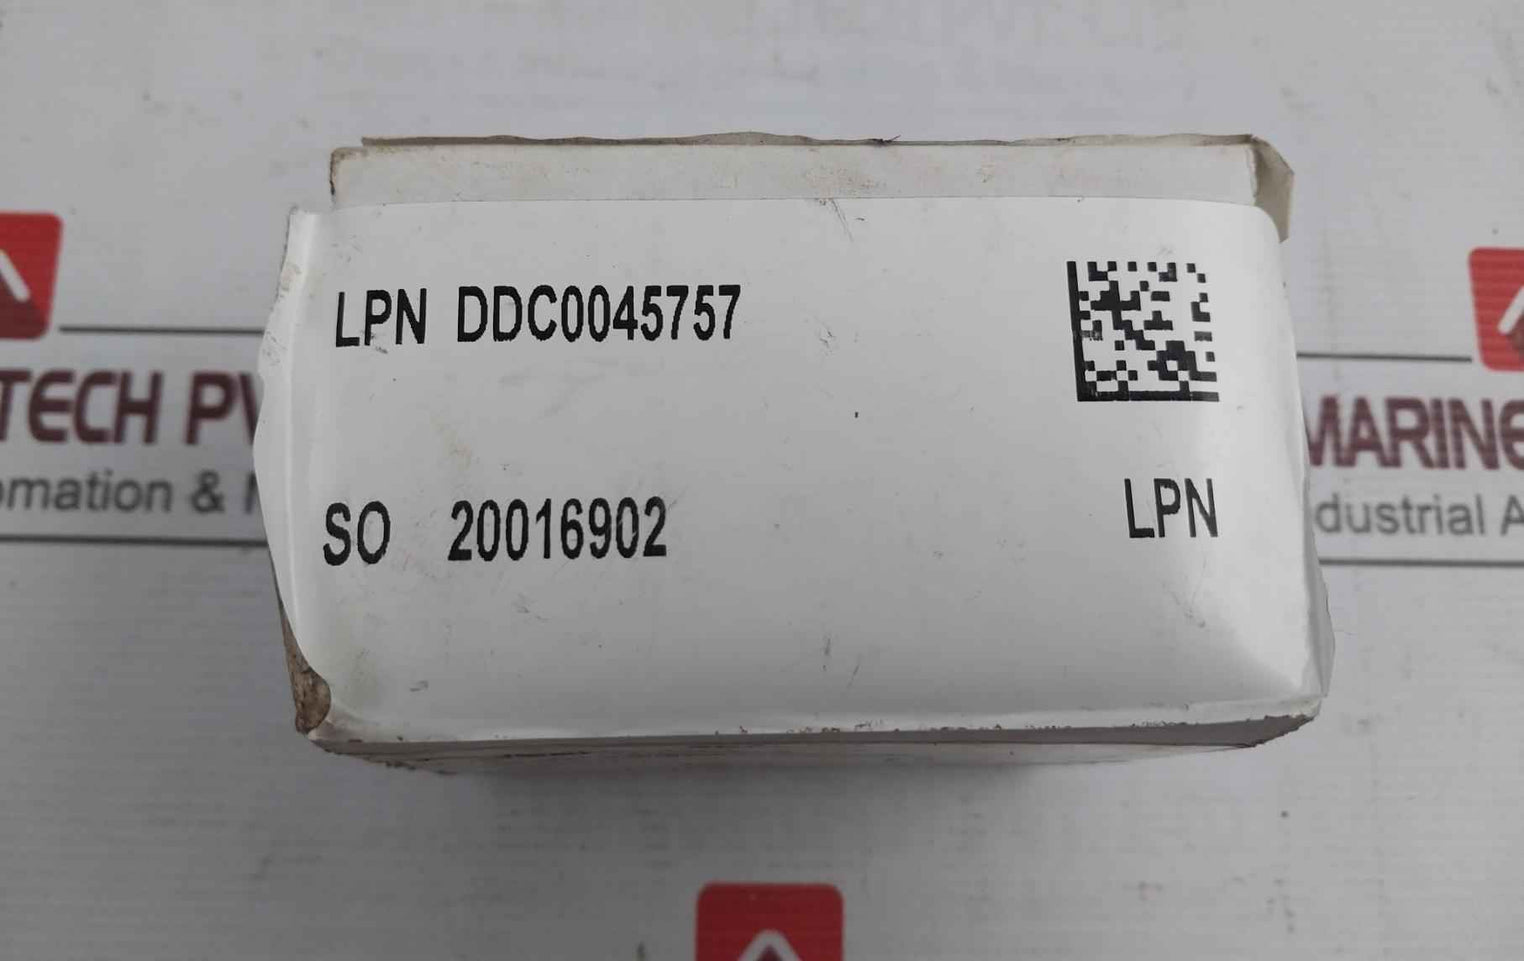 LPN DDC0045757
SO 20016902
LPN
TECH PV
omation &
MARINE
dustrial A